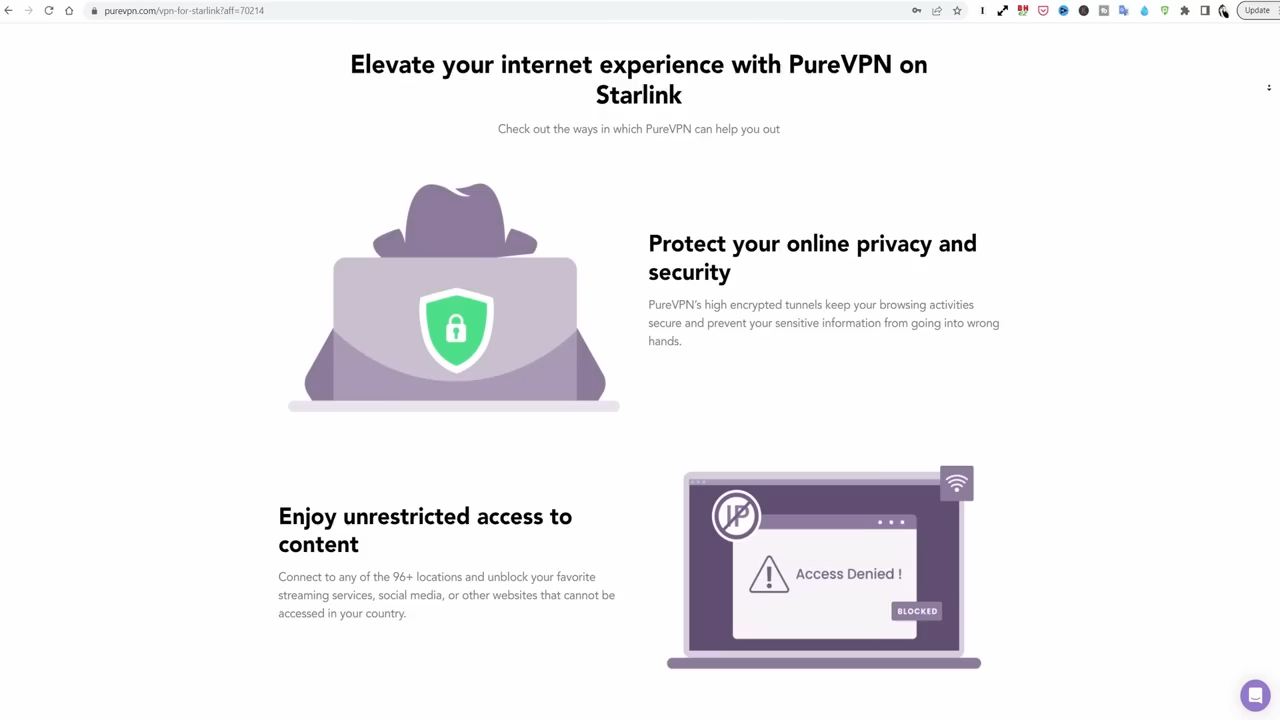 purevpn.com/vpn-for-starlink?aff=70214
Update
Elevate your internet experience with PureVPN on
Starlink
Check out the ways in which PureVPN can help you out
Protect your online privacy and
security
PureVPN's high encrypted tunnels keep your browsing activities
secure and prevent your sensitive information from going into wrong
hands.
Enjoy unrestricted access to
content
Connect to any of the 96+ locations and unblock your favorite
streaming services, social media, or other websites that cannot be
accessed in your country.
IP
Access Denied !
BLOCKED